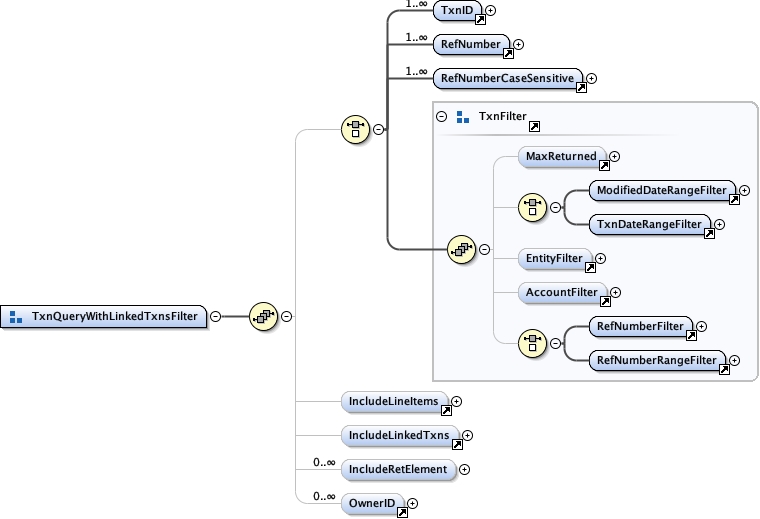 1..∞
TxnID
1..∞
RefNumber
1..∞
RefNumberCaseSensitive
TxnFilter
MaxReturned
ModifiedDateRangeFilter
TxnDateRangeFilter
EntityFilter
AccountFilter
TxnQueryWithLinkedTxnsFilter
RefNumberFilter
RefNumberRangeFilter
IncludeLineItems
IncludeLinkedTxns
0..∞
IncludeRetElement
0..∞
OwnerID